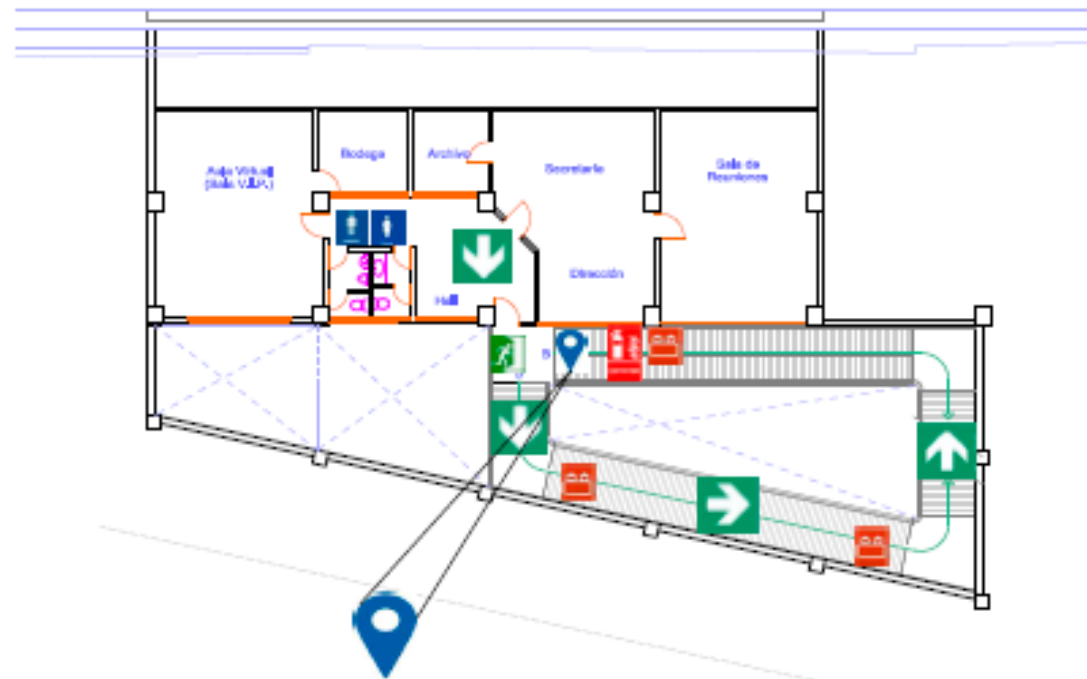 Bodega
Archivo
Secretaría
Sala de
Reuniones
Aula Virtual
(Sala V.I.P.)
Dirección
Hall